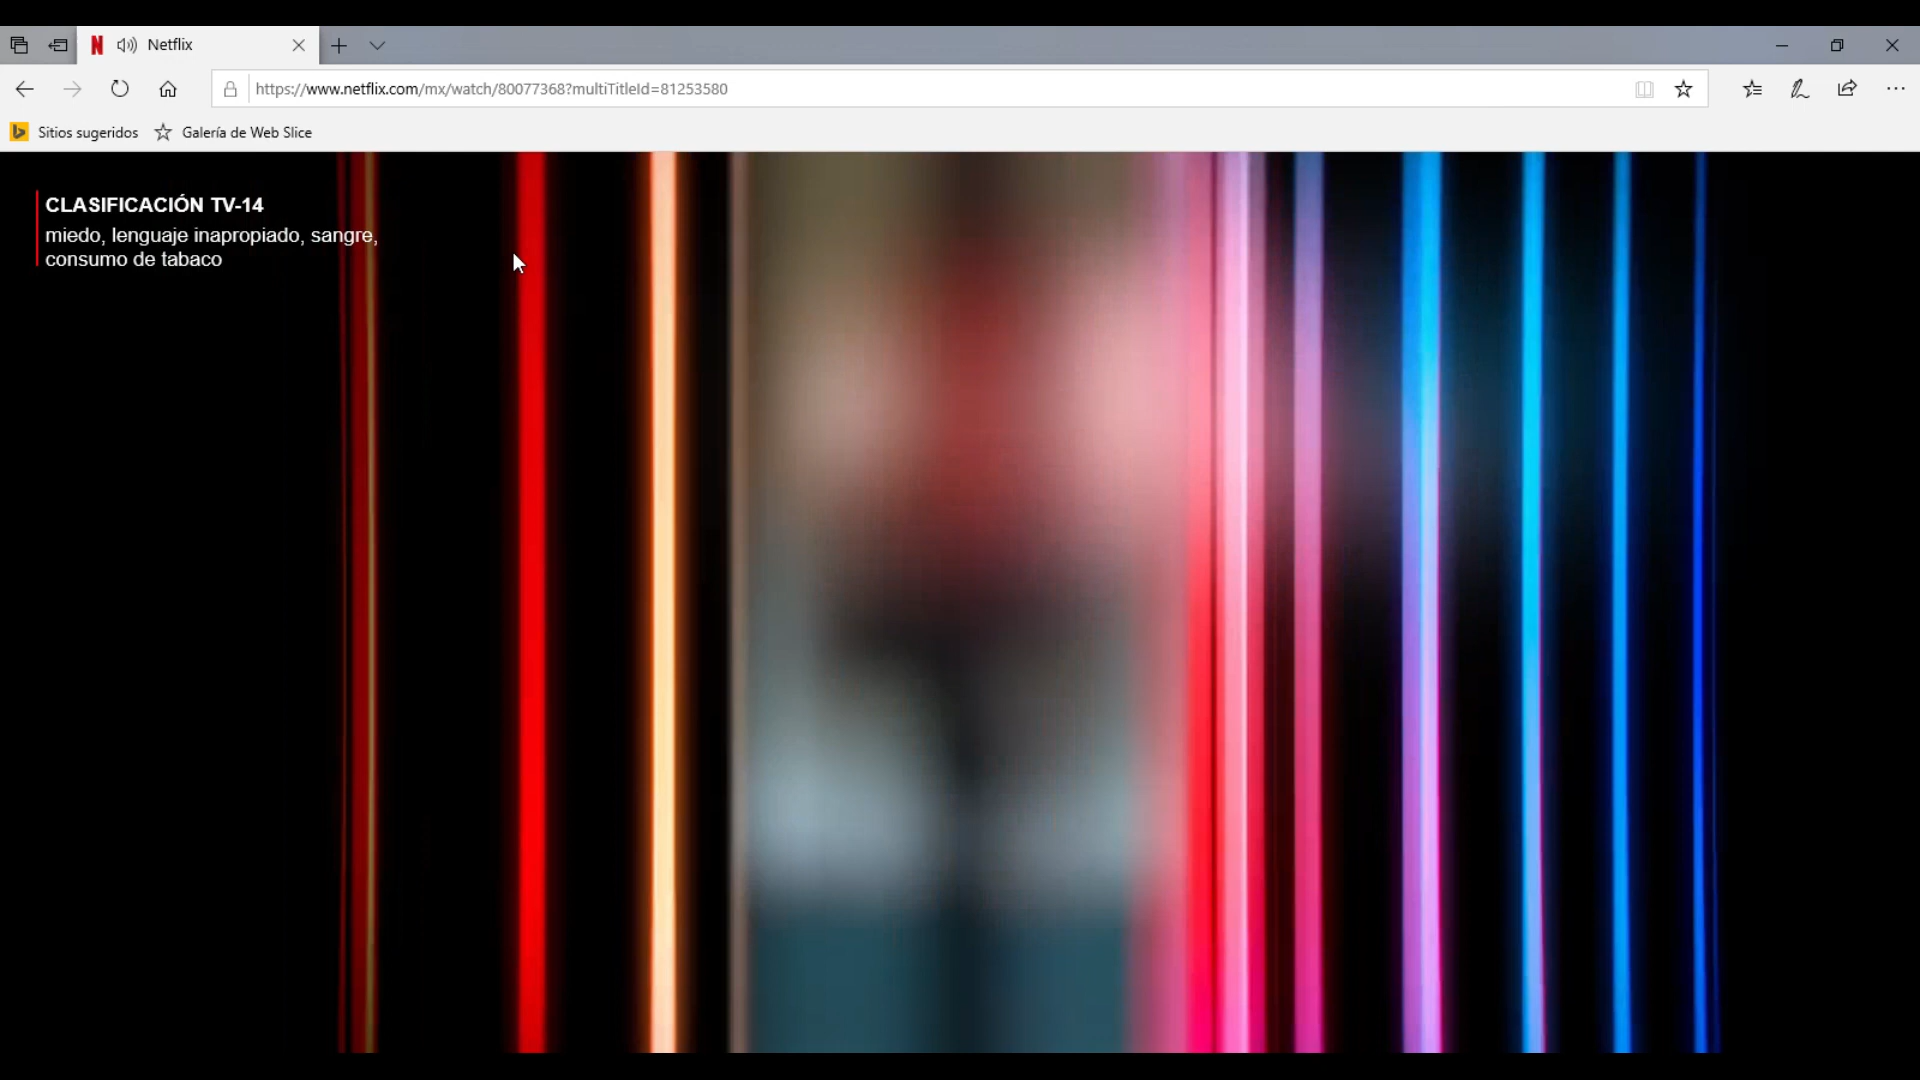 Netflix
https://www.netflix.com/mx/watch/80077368?multiTitleId=81253580
Sitios sugeridos
Galería de Web Slice
CLASIFICACIÓN TV-14
miedo, lenguaje inapropiado, sangre,
consumo de tabaco